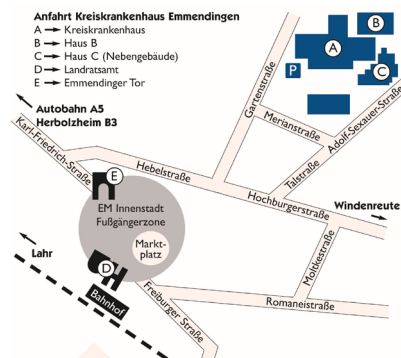 Anfahrt Kreiskrankenhaus Emmendingen
A → Kreiskrankenhaus
B → Haus B
C → Haus C (Nebengebäude)
D → Landratsamt
E → Emmendinger Tor
B
A
C
P
Gartenstraße
Merianstraße
Adolf-Sexauer-Straße
Talstraße
Autobahn A5
Herbolzheim B3
Karl-Friedrich-Straße
Hebelstraße
Hochburgerstraße
Windenreute
E
EM Innenstadt
Fußgängerzone
Markt-
platz
Moltkestraße
Lahr
D
Bahnhof
Freiburger Straße
Romaneistraße